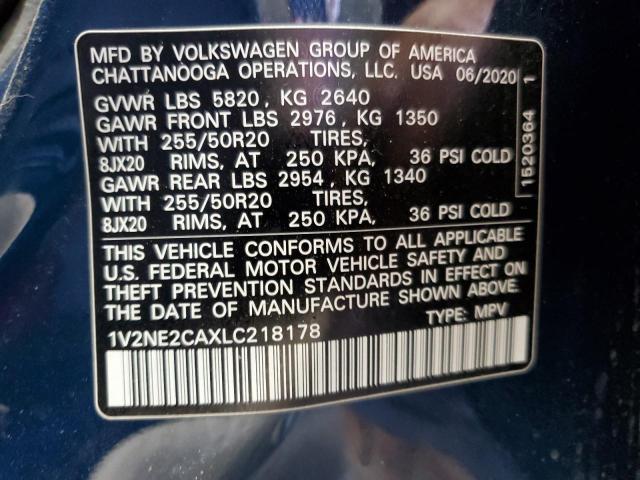 MFD BY VOLKSWAGEN GROUP OF AMERICA
CHATTANOOGA OPERATIONS, LLC. USA 06/2020
GVWR LBS 5820, KG 2640
GAWR FRONT LBS 2976, KG 1350
WITH 255/50R20 TIRES,
8JX20 RIMS, AT 250 KPA, 36 PSI COLD
GAWR REAR LBS 2954, KG 1340
WITH 255/50R20 TIRES,
8JX20 RIMS, AT 250 KPA, 36 PSI COLD
THIS VEHICLE CONFORMS TO ALL APPLICABLE
U.S. FEDERAL MOTOR VEHICLE SAFETY AND
THEFT PREVENTION STANDARDS IN EFFECT ON
THE DATE OF MANUFACTURE SHOWN ABOVE.
TYPE: MPV
1V2NE2CAXLC218178
1520364 1